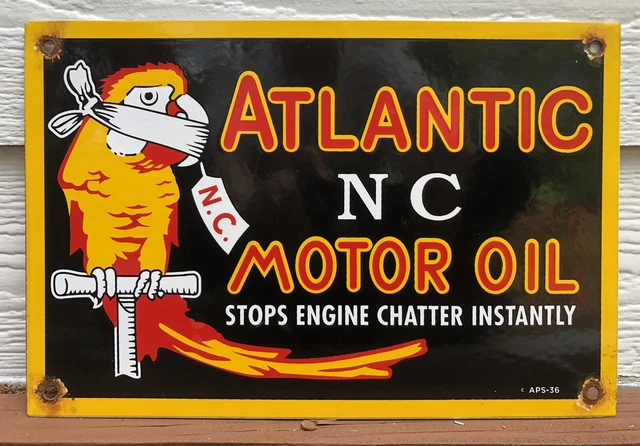 ATLANTIC
NC
N.C.
MOTOR OIL
STOPS ENGINE CHATTER INSTANTLY
c APS-36